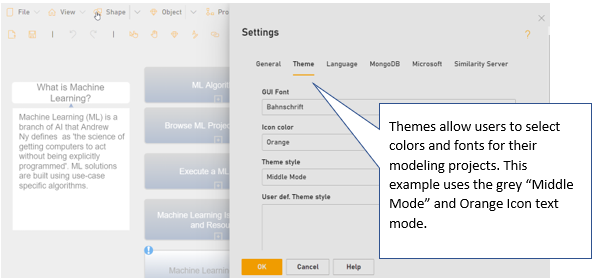 File View Shape Object Pro
What is Machine
Learning?
Machine Learning (ML) is a
branch of AI that Andrew
Ny defines as 'the science of
getting computers to act
without being explicitly
programmed'. ML solutions
are built using use-case
specific algorithms.
ML Algor
Browse ML Projec
Execute a ML
Machine Learning In
and Resou
Machine Learning
Settings
?
General Theme Language MongoDB Microsoft Similarity Server
GUI Font
Bahnschrift
Icon color
Orange
Theme style
Middle Mode
User def. Theme style
OK Cancel Help
Themes allow users to select
colors and fonts for their
modeling projects. This
example uses the grey “Middle
Mode” and Orange Icon text
mode.